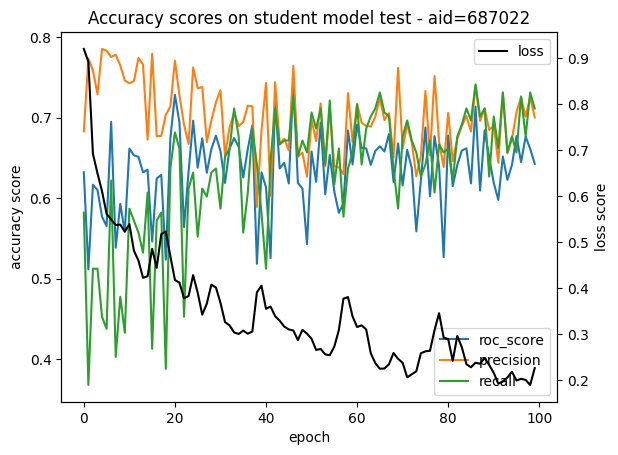 Accuracy scores on student model test - aid=687022
0.8
0.7
0.6
0.5
0.4
accuracy score
0
20
40
60
80
100
epoch
0.9
0.8
0.7
0.6
0.5
0.4
0.3
0.2
loss score
loss
roc_score
precision
recall